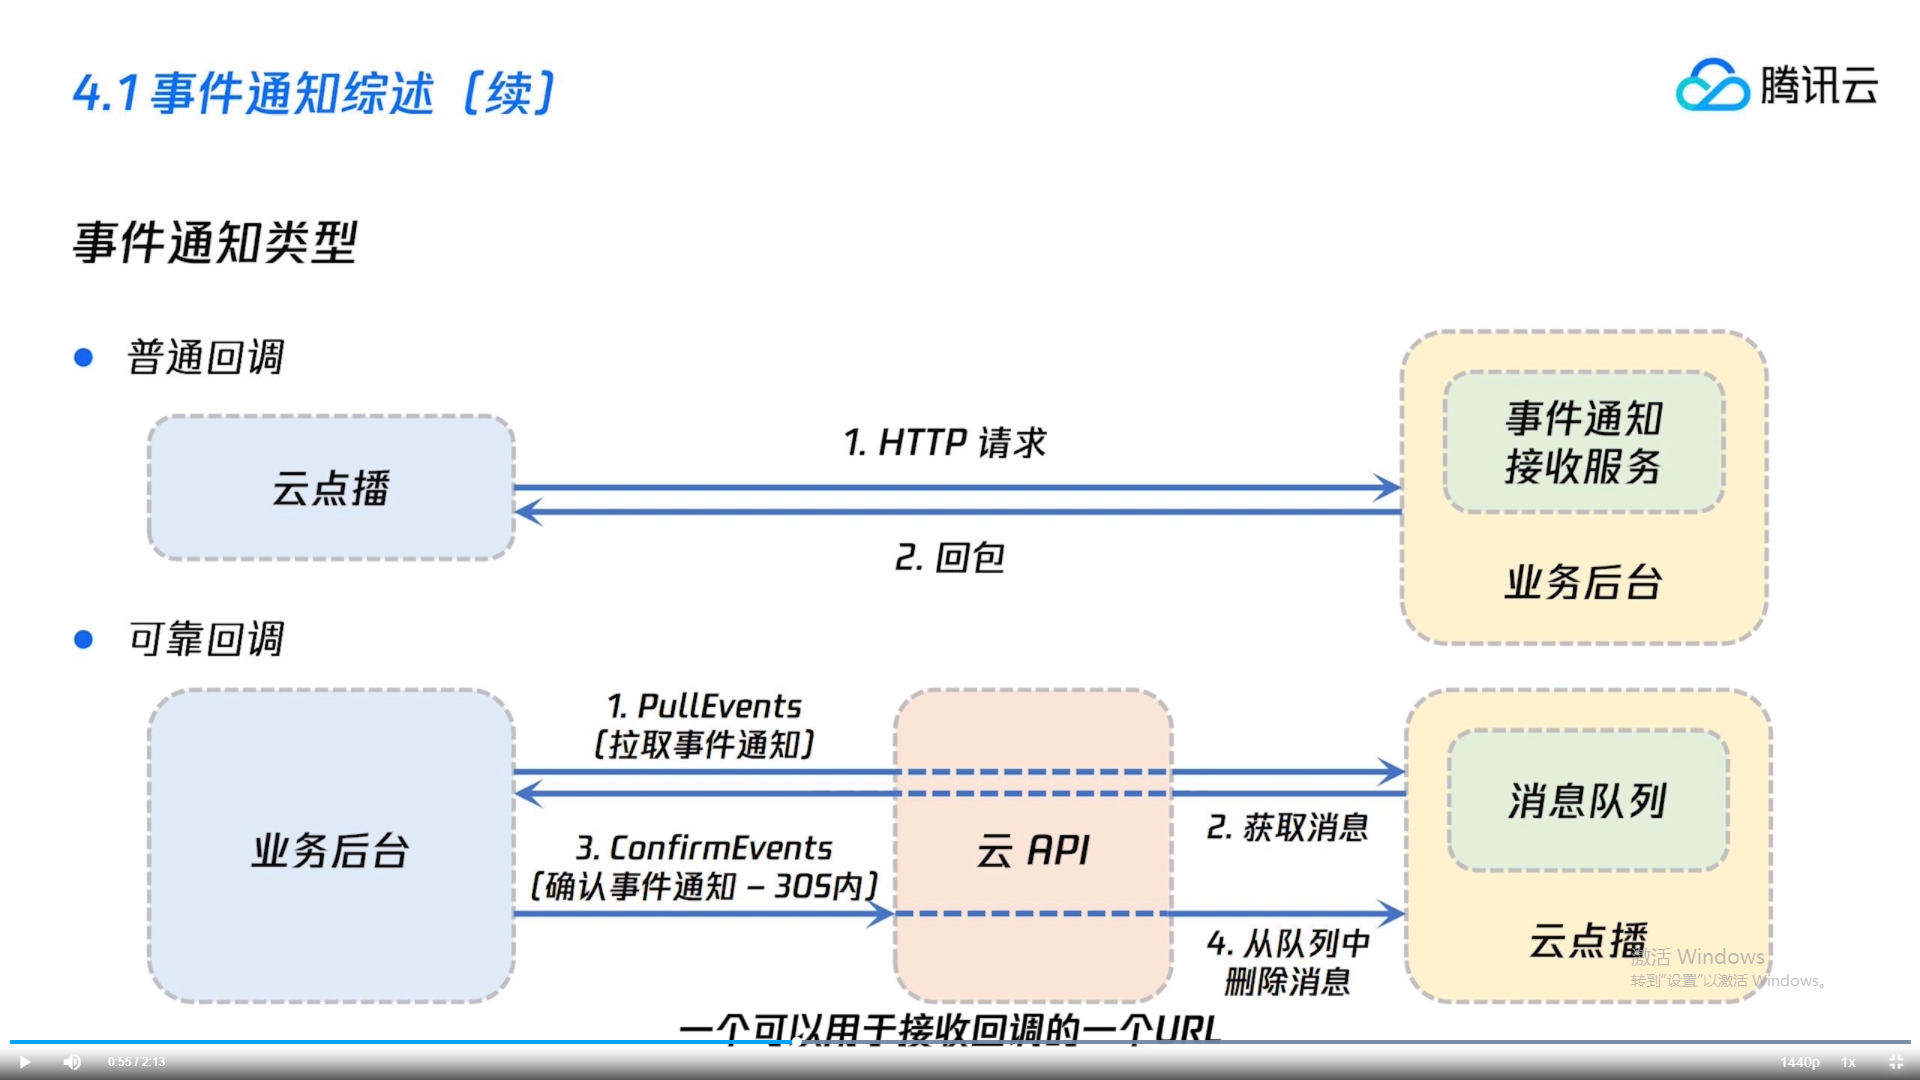 4.1 事件通知综述（续）
腾讯云
事件通知类型
普通回调
云点播
1. HTTP 请求
2. 回包
事件通知
接收服务
业务后台
可靠回调
业务后台
1. PullEvents
（拉取事件通知）
3. ConfirmEvents
（确认事件通知 – 30S内）
云 API
2. 获取消息
4. 从队列中
删除消息
消息队列
云点播
激活 Windows
转到“设置”以激活 Windows。
一个可以用于接收回调的一个URL
0:55 / 2:13
1440p
1x